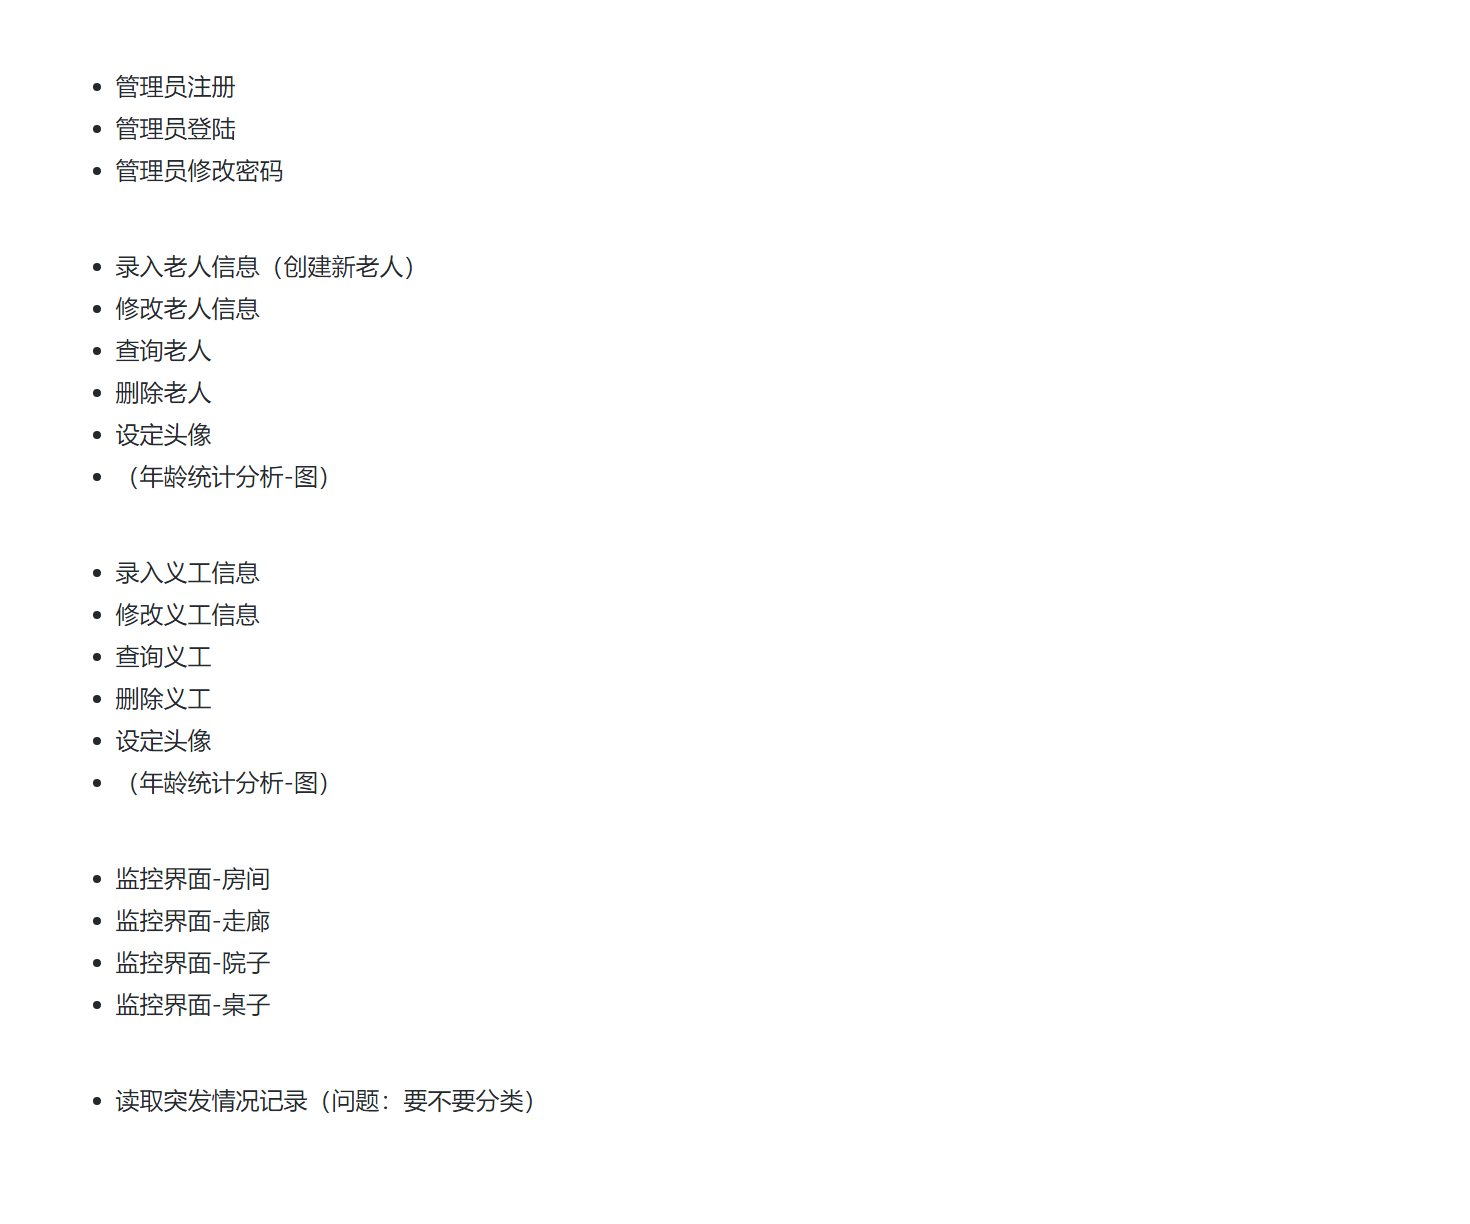 管理员注册
管理员登陆
管理员修改密码
录入老人信息（创建新老人）
修改老人信息
查询老人
删除老人
设定头像
（年龄统计分析-图）
录入义工信息
修改义工信息
查询义工
删除义工
设定头像
（年龄统计分析-图）
监控界面-房间
监控界面-走廊
监控界面-院子
监控界面-桌子
读取突发情况记录（问题：要不要分类）